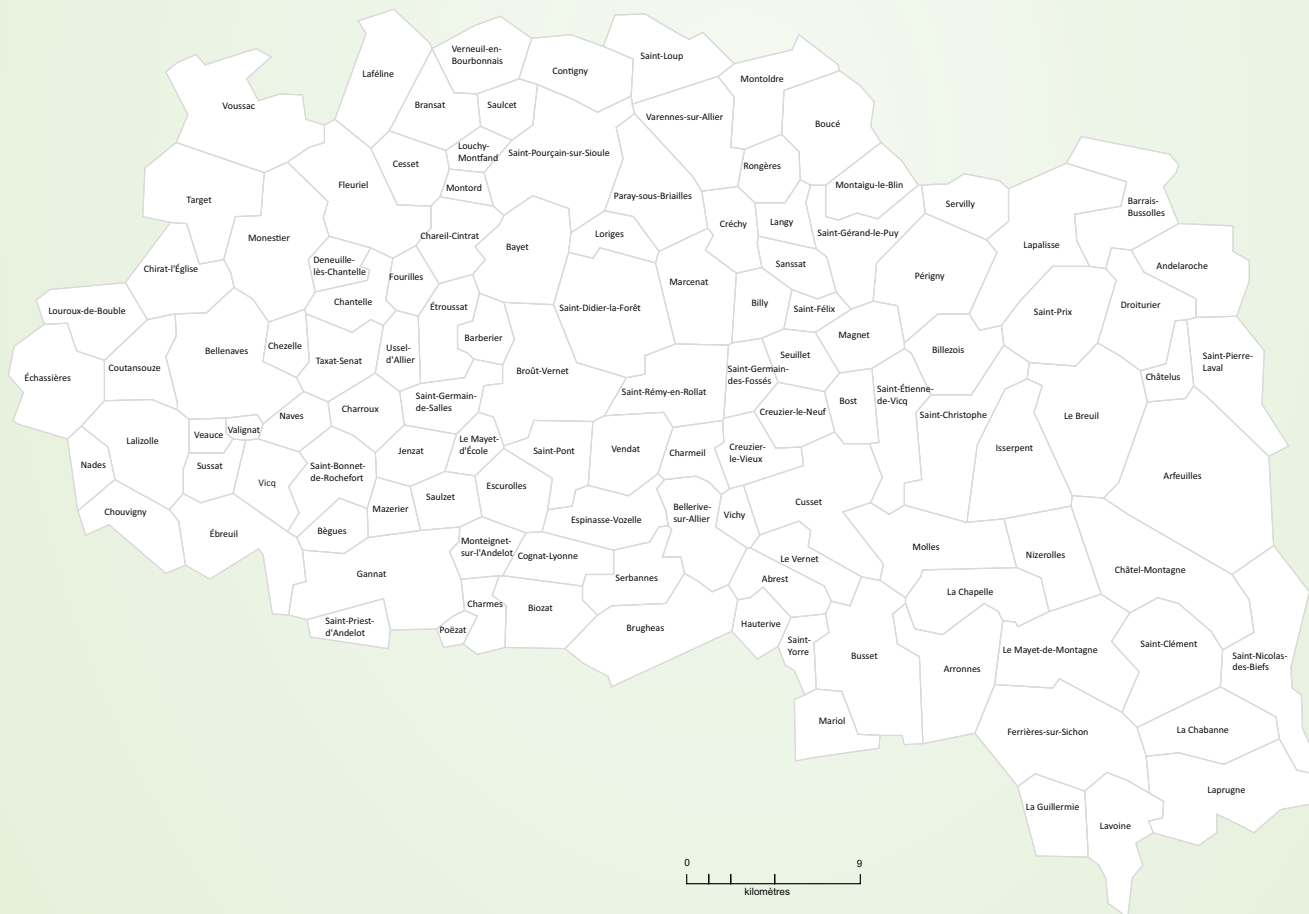 Verneuil-en-
Bourbonnais
Saint-Loup
Laféline
Contigny
Montoldre
Voussac
Bransat
Saulcet
Varennes-sur-Allier
Boucé
Louchy-
Montfand
Saint-Pourçain-sur-Sioule
Cesset
Rongères
Fleuriel
Montord
Montaigu-le-Blin
Target
Paray-sous-Briailles
Servilly
Barrais-
Bussolles
Monestier
Chareil-Cintrat
Loriges
Créchy
Langy
Saint-Gérand-le-Puy
Bayet
Lapalisse
Chirat-l'Église
Deneuille-
lès-Chantelle
Fourilles
Sanssat
Périgny
Andelaroche
Marcenat
Louroux-de-Bouble
Chantelle
Étroussat
Saint-Didier-la-Forêt
Billy
Saint-Félix
Saint-Prix
Droiturier
Bellenaves
Chezelle
Taxat-Senat
Ussel-
d'Allier
Barberier
Magnet
Billezois
Saint-Pierre-
Laval
Échassières
Coutansouze
Broût-Vernet
Seuillet
Saint-Germain-
des-Fossés
Châtelus
Saint-Rémy-en-Rollat
Saint-Étienne-
de-Vicq
Naves
Charroux
Saint-Germain-
de-Salles
Creuzier-le-Neuf
Bost
Saint-Christophe
Le Breuil
Lalizolle
Veauce
Valignat
Jenzat
Le Mayet-
d'École
Saint-Pont
Vendat
Charmeil
Creuzier-
le-Vieux
Isserpent
Nades
Sussat
Vicq
Saint-Bonnet-
de-Rochefort
Arfeuilles
Mazerier
Saulzet
Escurolles
Cusset
Chouvigny
Ébreuil
Bègues
Espinasse-Vozelle
Bellerive-
sur-Allier
Vichy
Monteignet-
sur-l'Andelot
Cognat-Lyonne
Le Vernet
Molles
Nizerolles
Gannat
Serbannes
Abrest
La Chapelle
Châtel-Montagne
Charmes
Biozat
Saint-Priest-
d'Andelot
Poëzat
Brugheas
Hauterive
Saint-
Yorre
Busset
Arronnes
Le Mayet-de-Montagne
Saint-Clément
Saint-Nicolas-
des-Biefs
Mariol
Ferrières-sur-Sichon
La Chabanne
La Guillermie
Lavoine
Laprugne
0 9
kilomètres